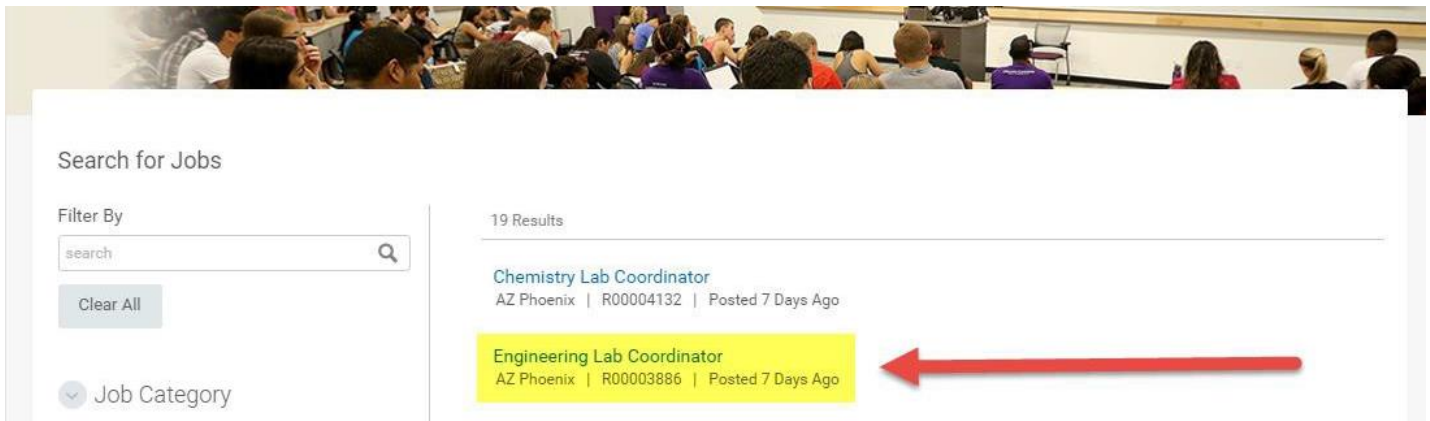 Search for Jobs
Filter By
search
Clear All
Job Category
19 Results
Chemistry Lab Coordinator
AZ Phoenix | R00004132 | Posted 7 Days Ago
Engineering Lab Coordinator
AZ Phoenix | R00003886 | Posted 7 Days Ago